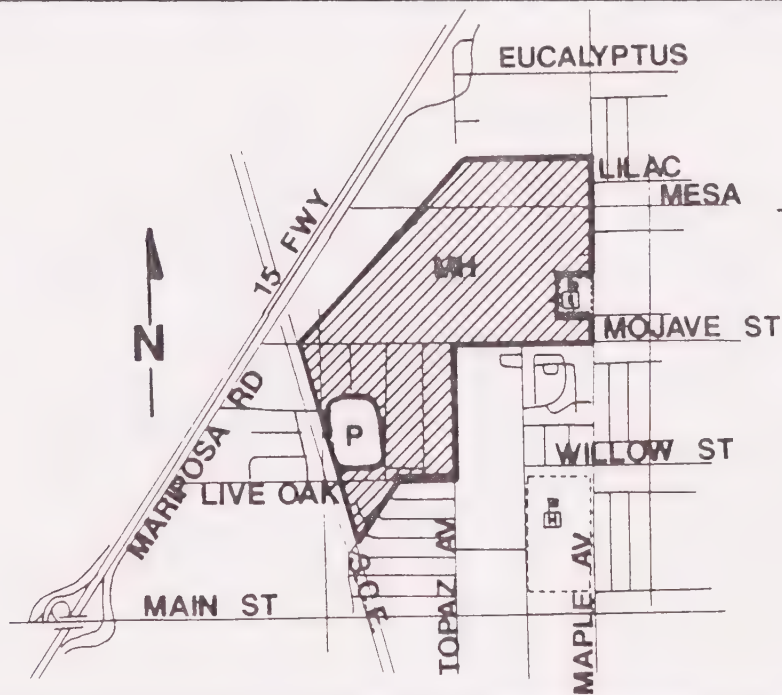 EUCALYPTUS
LILAC
MESA
15 FWY
MH
N
MOJAVE ST
MARIPOSA RD
P
WILLOW ST
LIVE OAK
S.C.E.
TOPAZ AV
MAPLE AV
MAIN ST